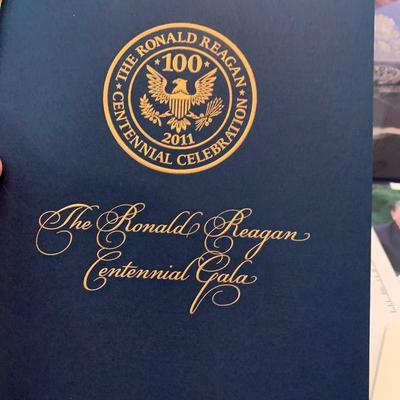 THE RONALD REAGAN
100
2011
CENTENNIAL CELEBRATION
The Ronald Reagan
Centennial Gala